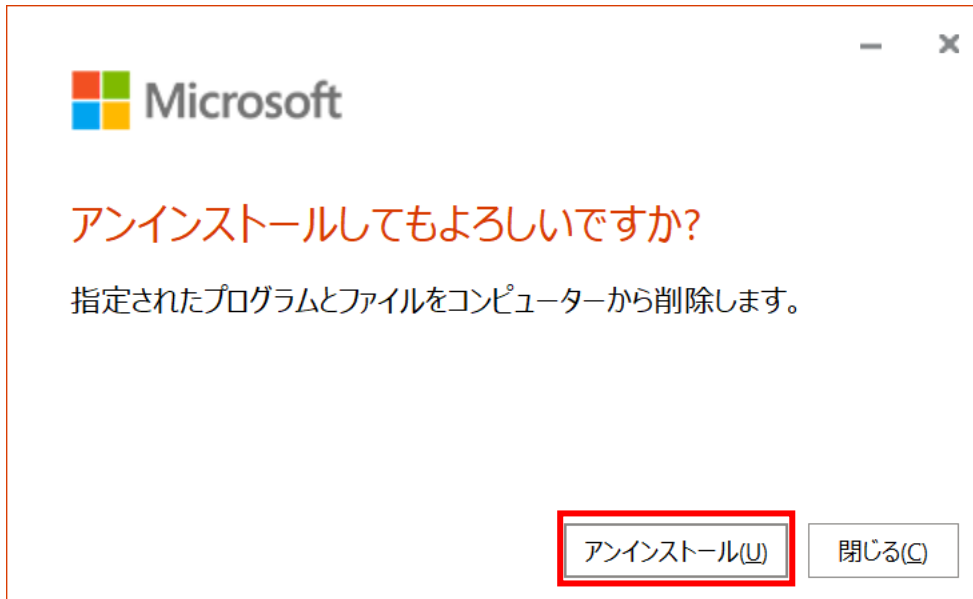 Microsoft
アンインストールしてもよろしいですか?
指定されたプログラムとファイルをコンピューターから削除します。
アンインストール(U) 閉じる(C)